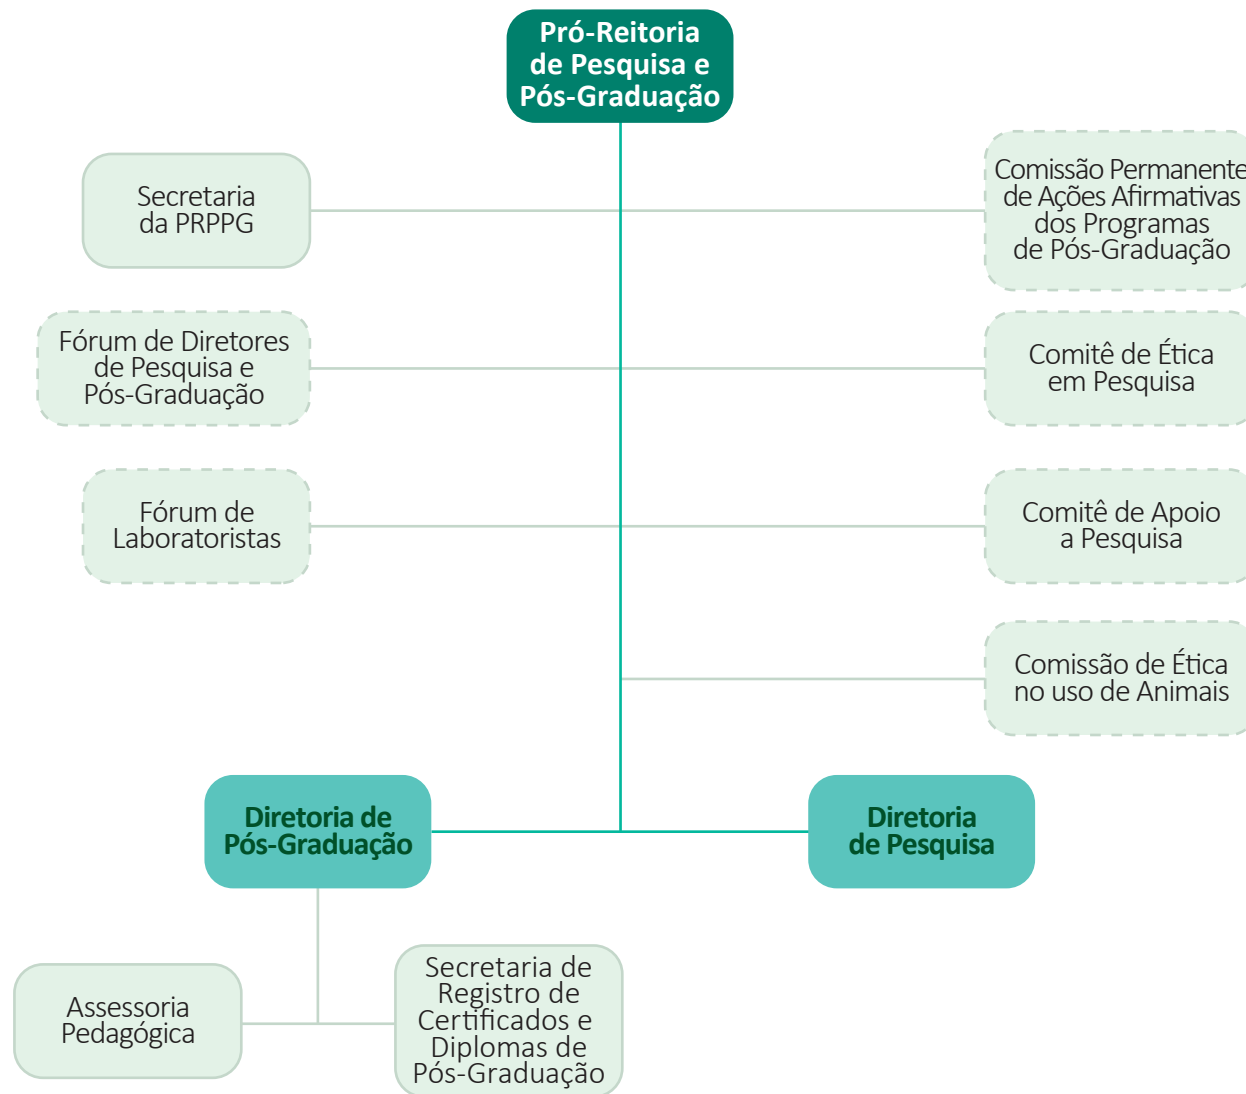 Pró-Reitoria
de Pesquisa e
Pós-Graduação
Secretaria
da PRPPG
Comissão Permanente
de Ações Afirmativas
dos Programas
de Pós-Graduação
Fórum de Diretores
de Pesquisa e
Pós-Graduação
Comitê de Ética
em Pesquisa
Fórum de
Laboratoristas
Comitê de Apoio
a Pesquisa
Comissão de Ética
no uso de Animais
Diretoria de
Pós-Graduação
Diretoria
de Pesquisa
Assessoria
Pedagógica
Secretaria de
Registro de
Certificados e
Diplomas de
Pós-Graduação